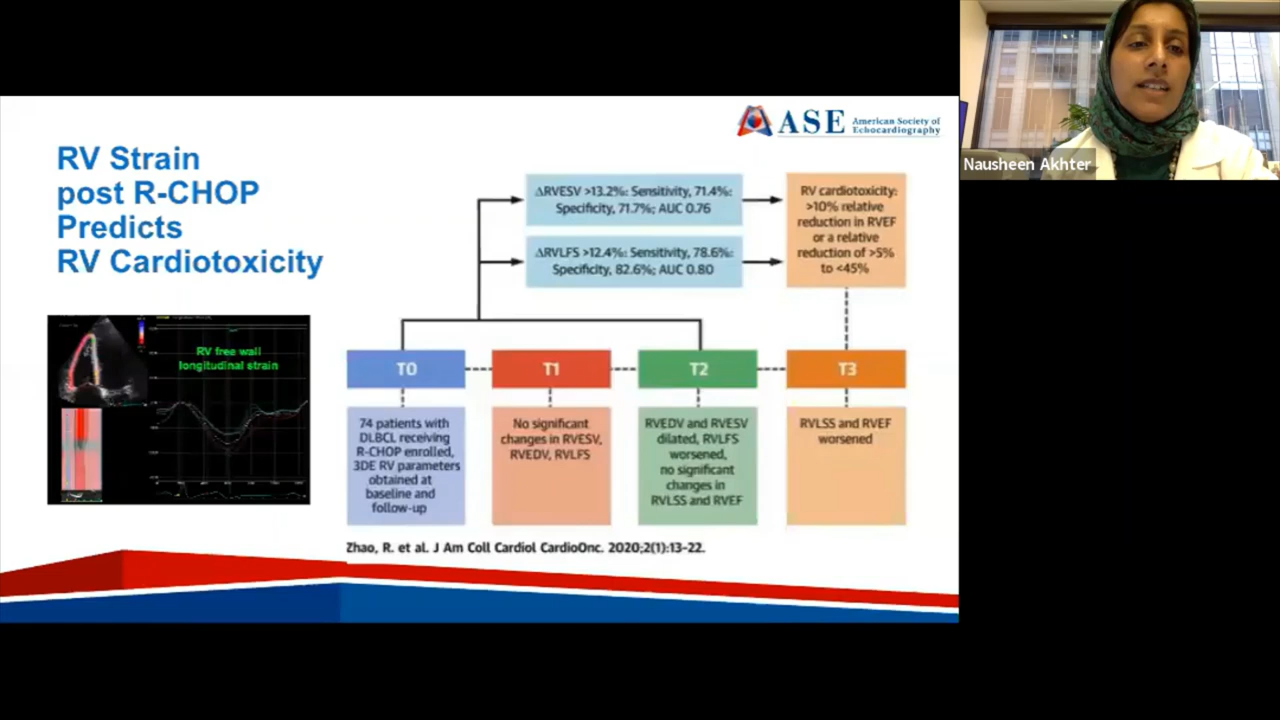 ASE American Society of
Echocardiography
Nausheen Akhter
RV Strain
post R-CHOP
Predicts
RV Cardiotoxicity
RV free wall
longitudinal strain
ΔRVESV >13.2%: Sensitivity, 71.4%:
Specificity, 71.7%; AUC 0.76
ΔRVLFS >12.4%: Sensitivity, 78.6%:
Specificity, 82.6%; AUC 0.80
RV cardiotoxicity:
>10% relative
reduction in RVEF
or a relative
reduction of >5%
to <45%
T0
T1
T2
T3
74 patients with
DLBCL receiving
R-CHOP enrolled,
3DE RV parameters
obtained at
baseline and
follow-up
No significant
changes in RVESV,
RVEDV, RVLFS
RVEDV and RVESV
dilated, RVLFS
worsened,
no significant
changes in
RVLSS and RVEF
RVLSS and RVEF
worsened
Zhao, R. et al. J Am Coll Cardiol CardioOnc. 2020;2(1):13-22.